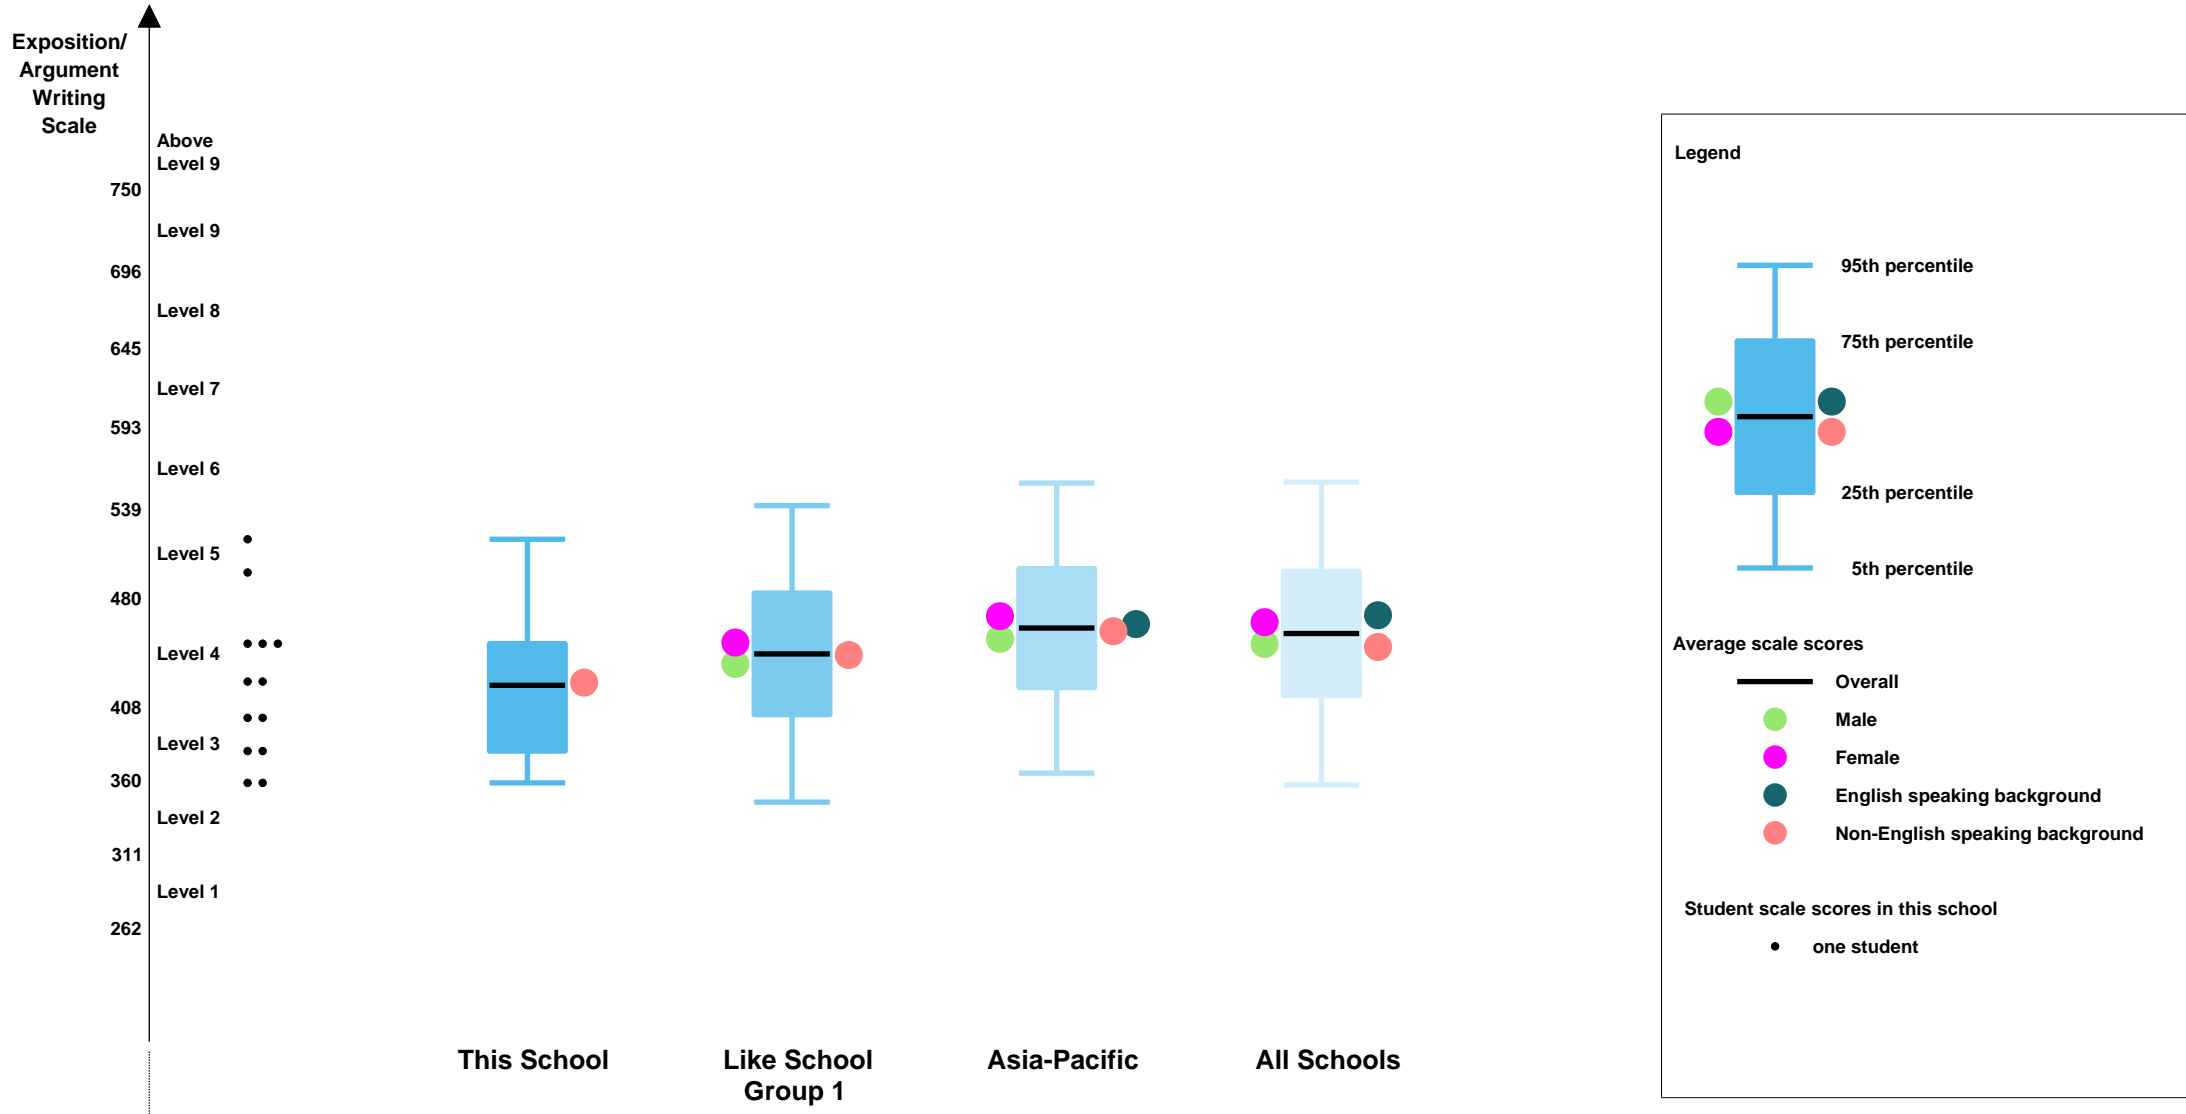 Exposition/
Argument
Writing
Scale
Above
Level 9
750
Level 9
696
Level 8
645
Level 7
593
Level 6
539
Level 5
480
Level 4
408
Level 3
360
Level 2
311
Level 1
262
This School
Like School
Group 1
Asia-Pacific
All Schools
Legend
95th percentile
75th percentile
25th percentile
5th percentile
Average scale scores
Overall
Male
Female
English speaking background
Non-English speaking background
Student scale scores in this school
one student